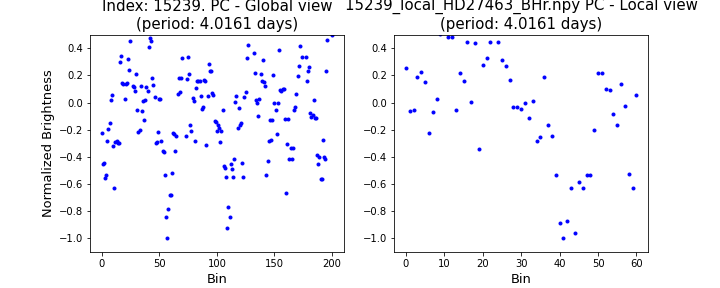 Index: 15239. PC - Global view
(period: 4.0161 days)
15239_local_HD27463_BHr.npy PC - Local view
(period: 4.0161 days)
Normalized Brightness
0.4
0.2
0.0
−0.2
−0.4
−0.6
−0.8
−1.0
0 50 100 150 200
Bin
0.4
0.2
0.0
−0.2
−0.4
−0.6
−0.8
−1.0
0 10 20 30 40 50 60
Bin